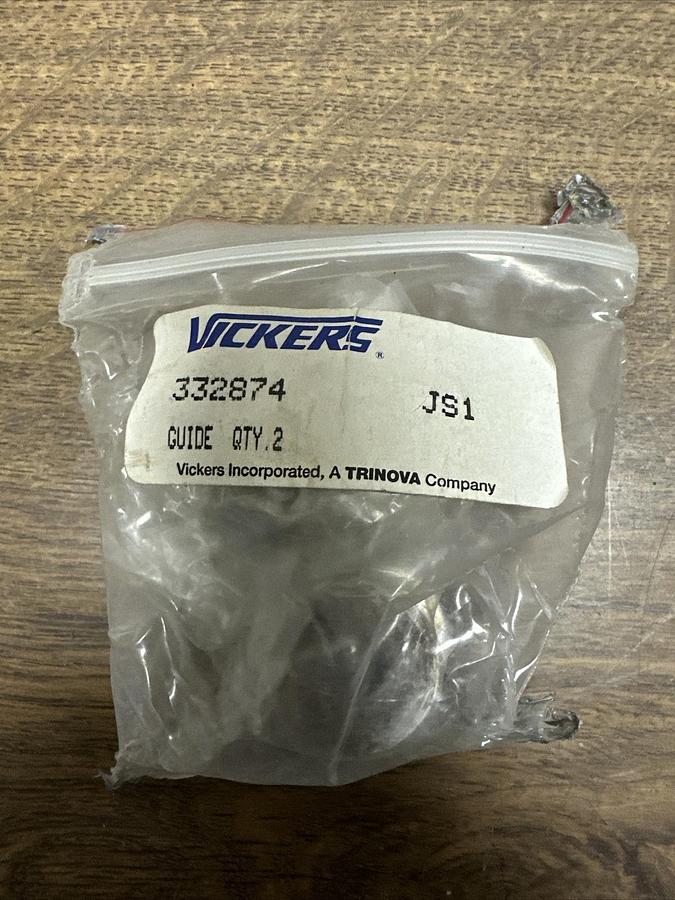 VICKERS®
332874 JS1
GUIDE QTY.2
Vickers Incorporated, A TRINOVA Company